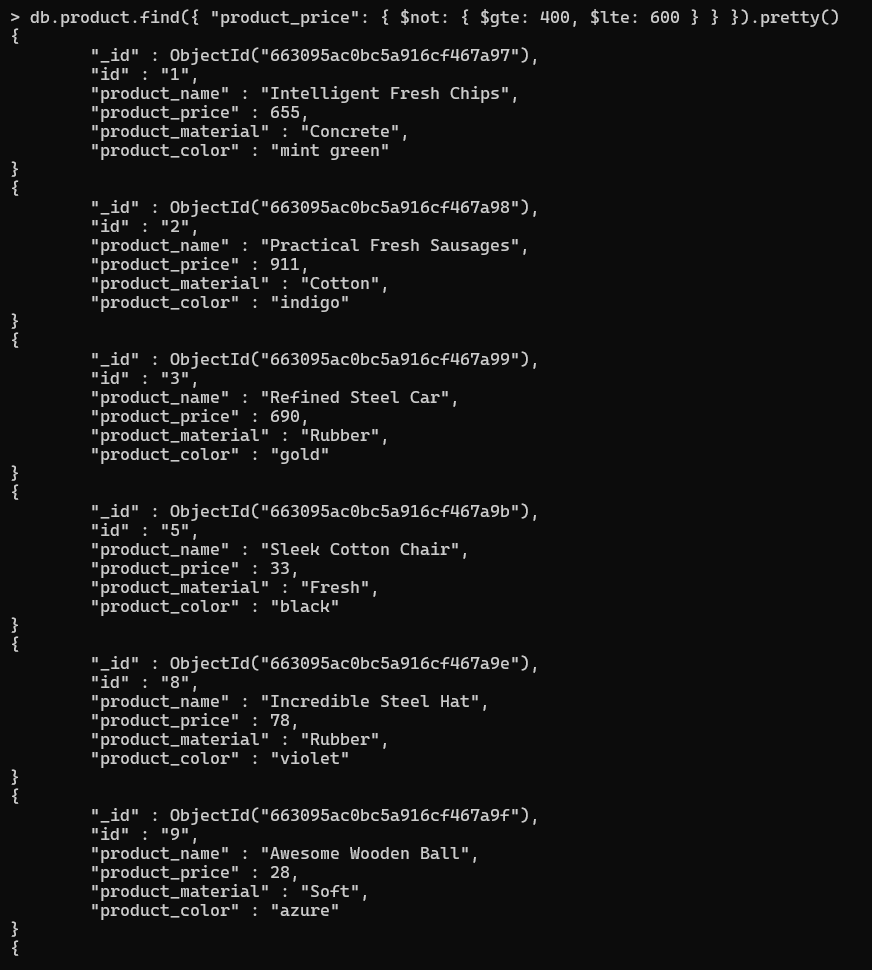 > db.product.find({ "product_price": { $not: { $gte: 400, $lte: 600 } } }).pretty()
{
        "_id" : ObjectId("663095ac0bc5a916cf467a97"),
        "id" : "1",
        "product_name" : "Intelligent Fresh Chips",
        "product_price" : 655,
        "product_material" : "Concrete",
        "product_color" : "mint green"
}
{
        "_id" : ObjectId("663095ac0bc5a916cf467a98"),
        "id" : "2",
        "product_name" : "Practical Fresh Sausages",
        "product_price" : 911,
        "product_material" : "Cotton",
        "product_color" : "indigo"
}
{
        "_id" : ObjectId("663095ac0bc5a916cf467a99"),
        "id" : "3",
        "product_name" : "Refined Steel Car",
        "product_price" : 690,
        "product_material" : "Rubber",
        "product_color" : "gold"
}
{
        "_id" : ObjectId("663095ac0bc5a916cf467a9b"),
        "id" : "5",
        "product_name" : "Sleek Cotton Chair",
        "product_price" : 33,
        "product_material" : "Fresh",
        "product_color" : "black"
}
{
        "_id" : ObjectId("663095ac0bc5a916cf467a9e"),
        "id" : "8",
        "product_name" : "Incredible Steel Hat",
        "product_price" : 78,
        "product_material" : "Rubber",
        "product_color" : "violet"
}
{
        "_id" : ObjectId("663095ac0bc5a916cf467a9f"),
        "id" : "9",
        "product_name" : "Awesome Wooden Ball",
        "product_price" : 28,
        "product_material" : "Soft",
        "product_color" : "azure"
}
{